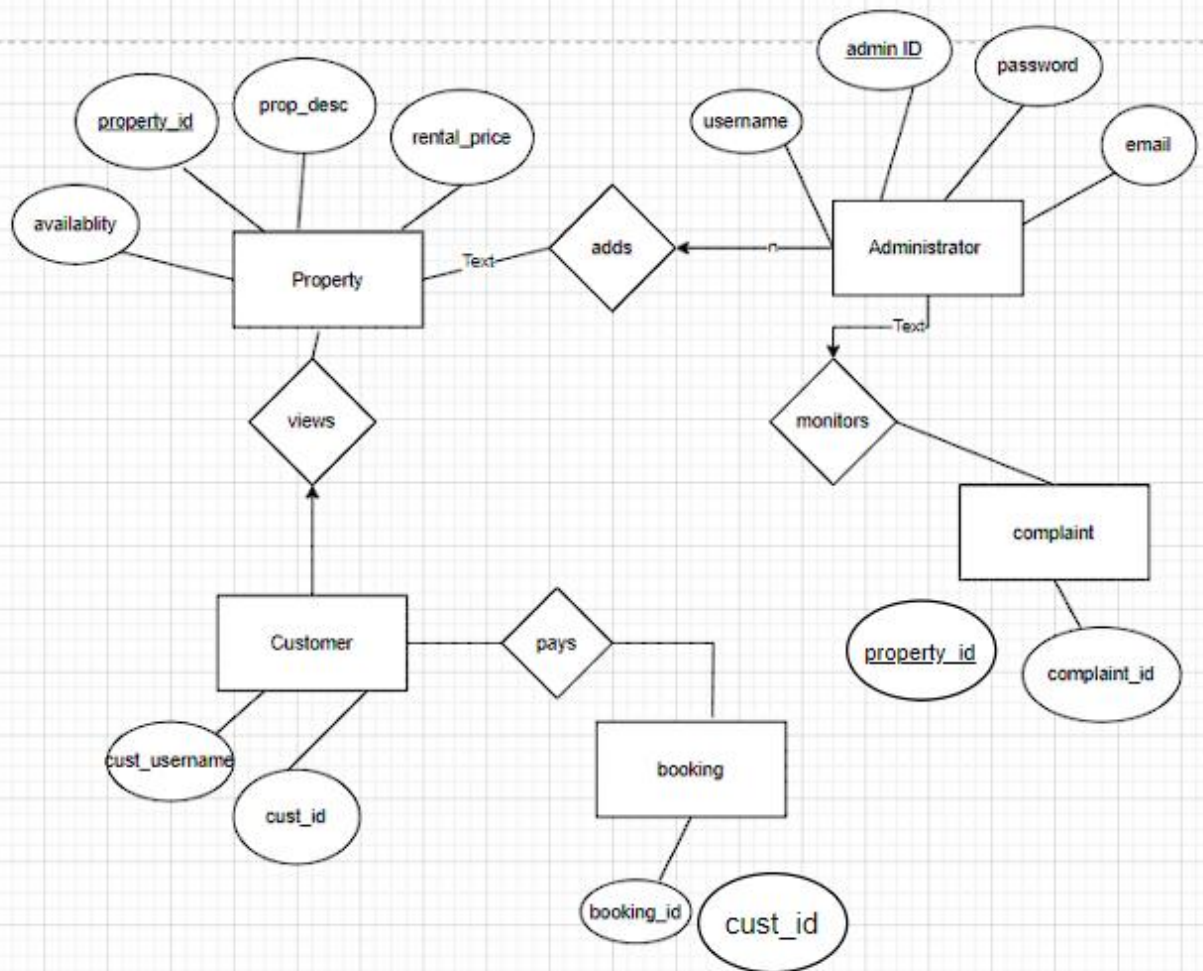 admin ID
password
prop_desc
property_id
username
rental_price
email
availablity
adds
n
Administrator
Text
Property
Text
views
monitors
complaint
Customer
pays
property_id
complaint_id
cust_username
booking
cust_id
booking_id
cust_id